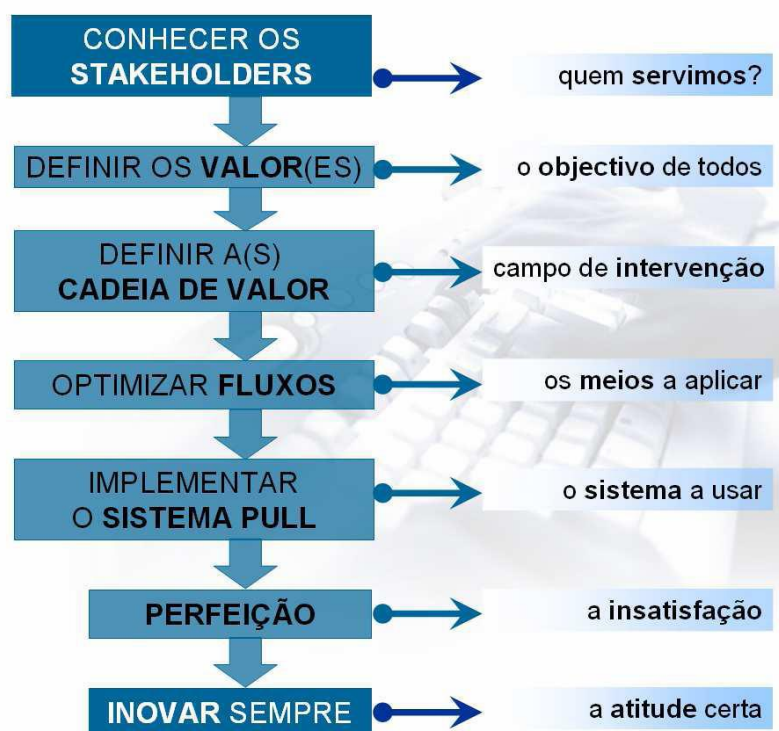 CONHECER OS
STAKEHOLDERS
quem servimos?
DEFINIR OS VALOR(ES)
o objectivo de todos
DEFINIR A(S)
CADEIA DE VALOR
campo de intervenção
OPTIMIZAR FLUXOS
os meios a aplicar
IMPLEMENTAR
O SISTEMA PULL
o sistema a usar
PERFEIÇÃO
a insatisfação
INOVAR SEMPRE
a atitude certa